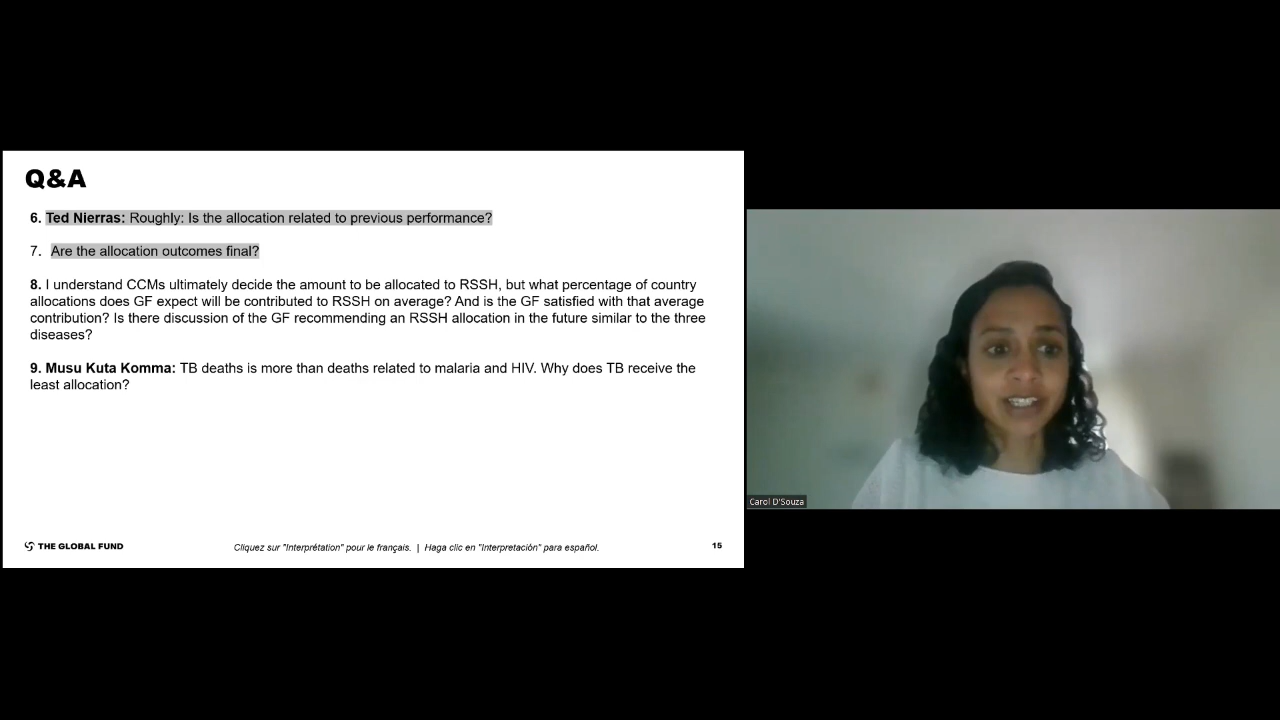 Q&A
6. Ted Nierras: Roughly: Is the allocation related to previous performance?
7. Are the allocation outcomes final?
8. I understand CCMs ultimately decide the amount to be allocated to RSSH, but what percentage of country
allocations does GF expect will be contributed to RSSH on average? And is the GF satisfied with that average
contribution? Is there discussion of the GF recommending an RSSH allocation in the future similar to the three
diseases?
9. Musu Kuta Komma: TB deaths is more than deaths related to malaria and HIV. Why does TB receive the
least allocation?
THE GLOBAL FUND
Cliquez sur "Interprétation" pour le français. | Haga clic en "Interpretación" para español.
15
Carol D'Souza